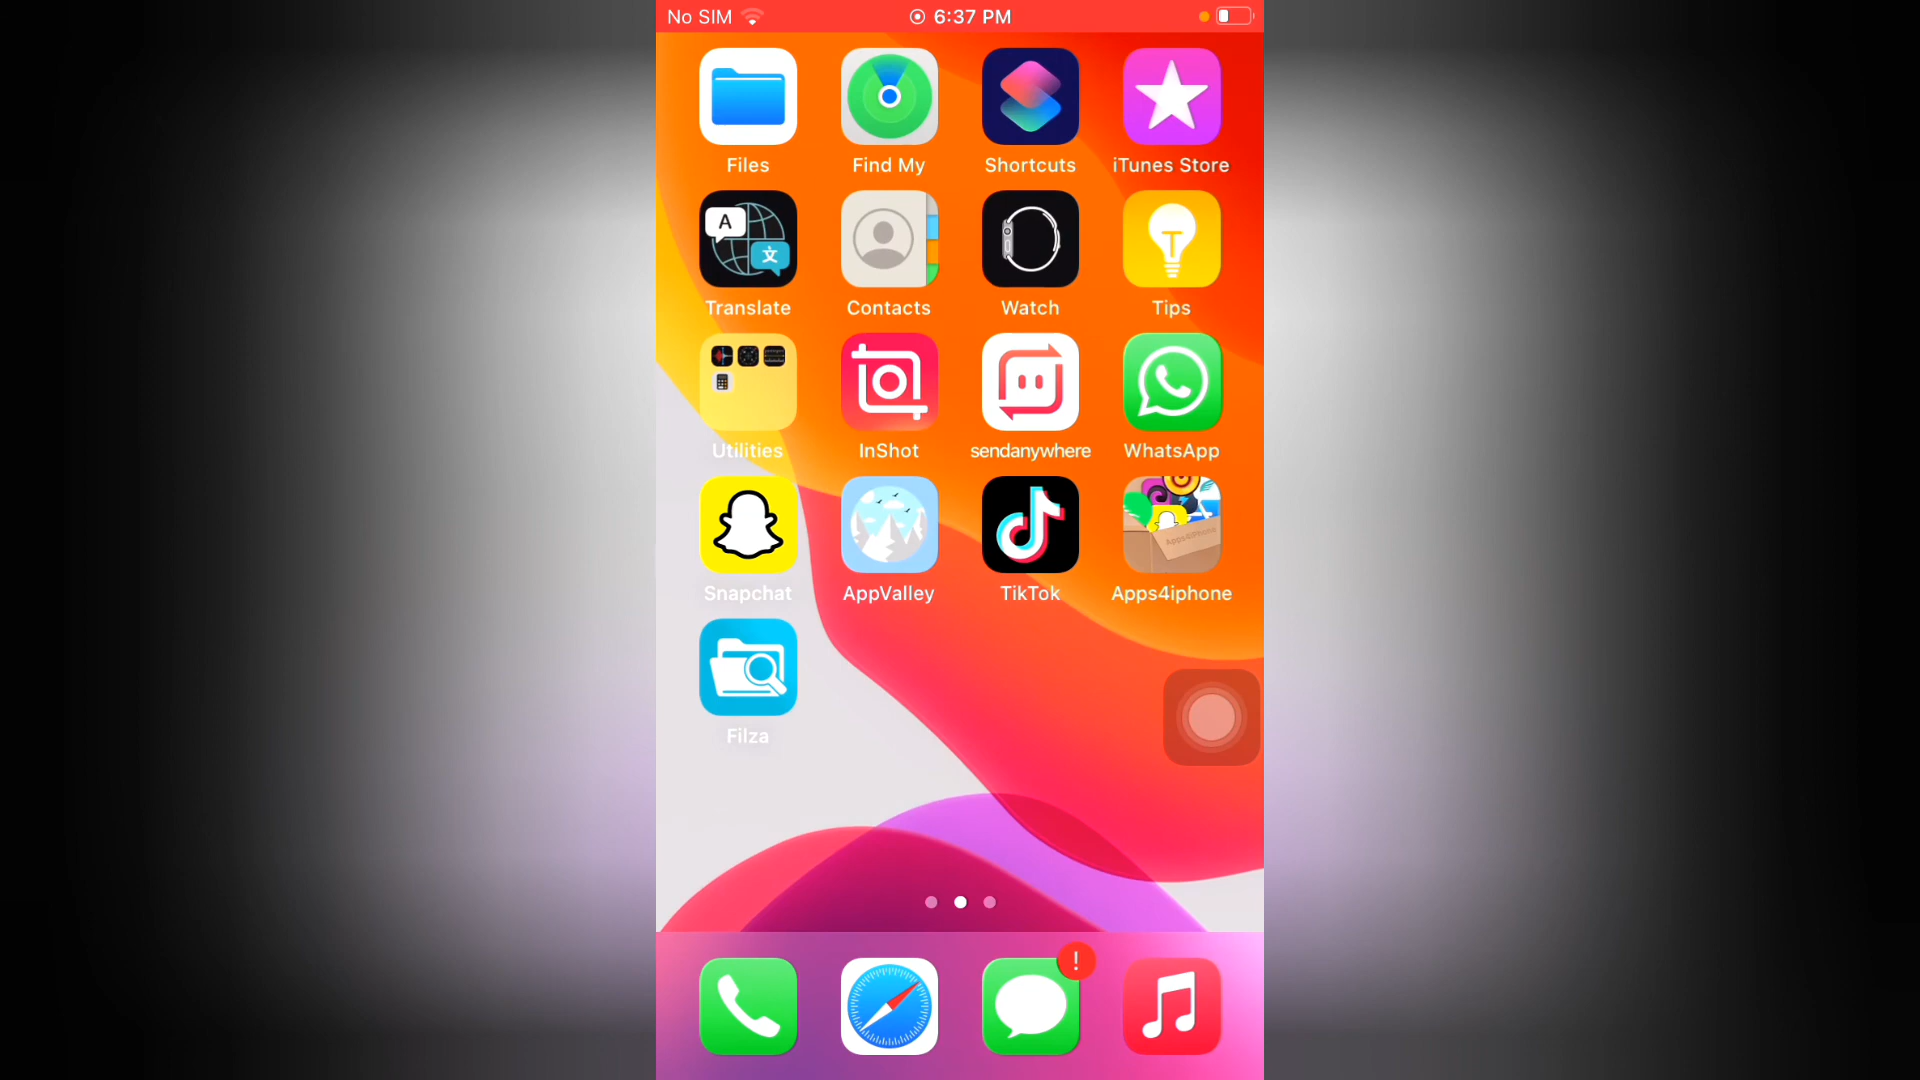 No SIM 6:37 PM
Files Find My Shortcuts iTunes Store
A 文
Translate Contacts Watch Tips
Utilities InShot sendanywhere WhatsApp
Apps4iPhone
Snapchat AppValley TikTok Apps4iphone
Filza
!